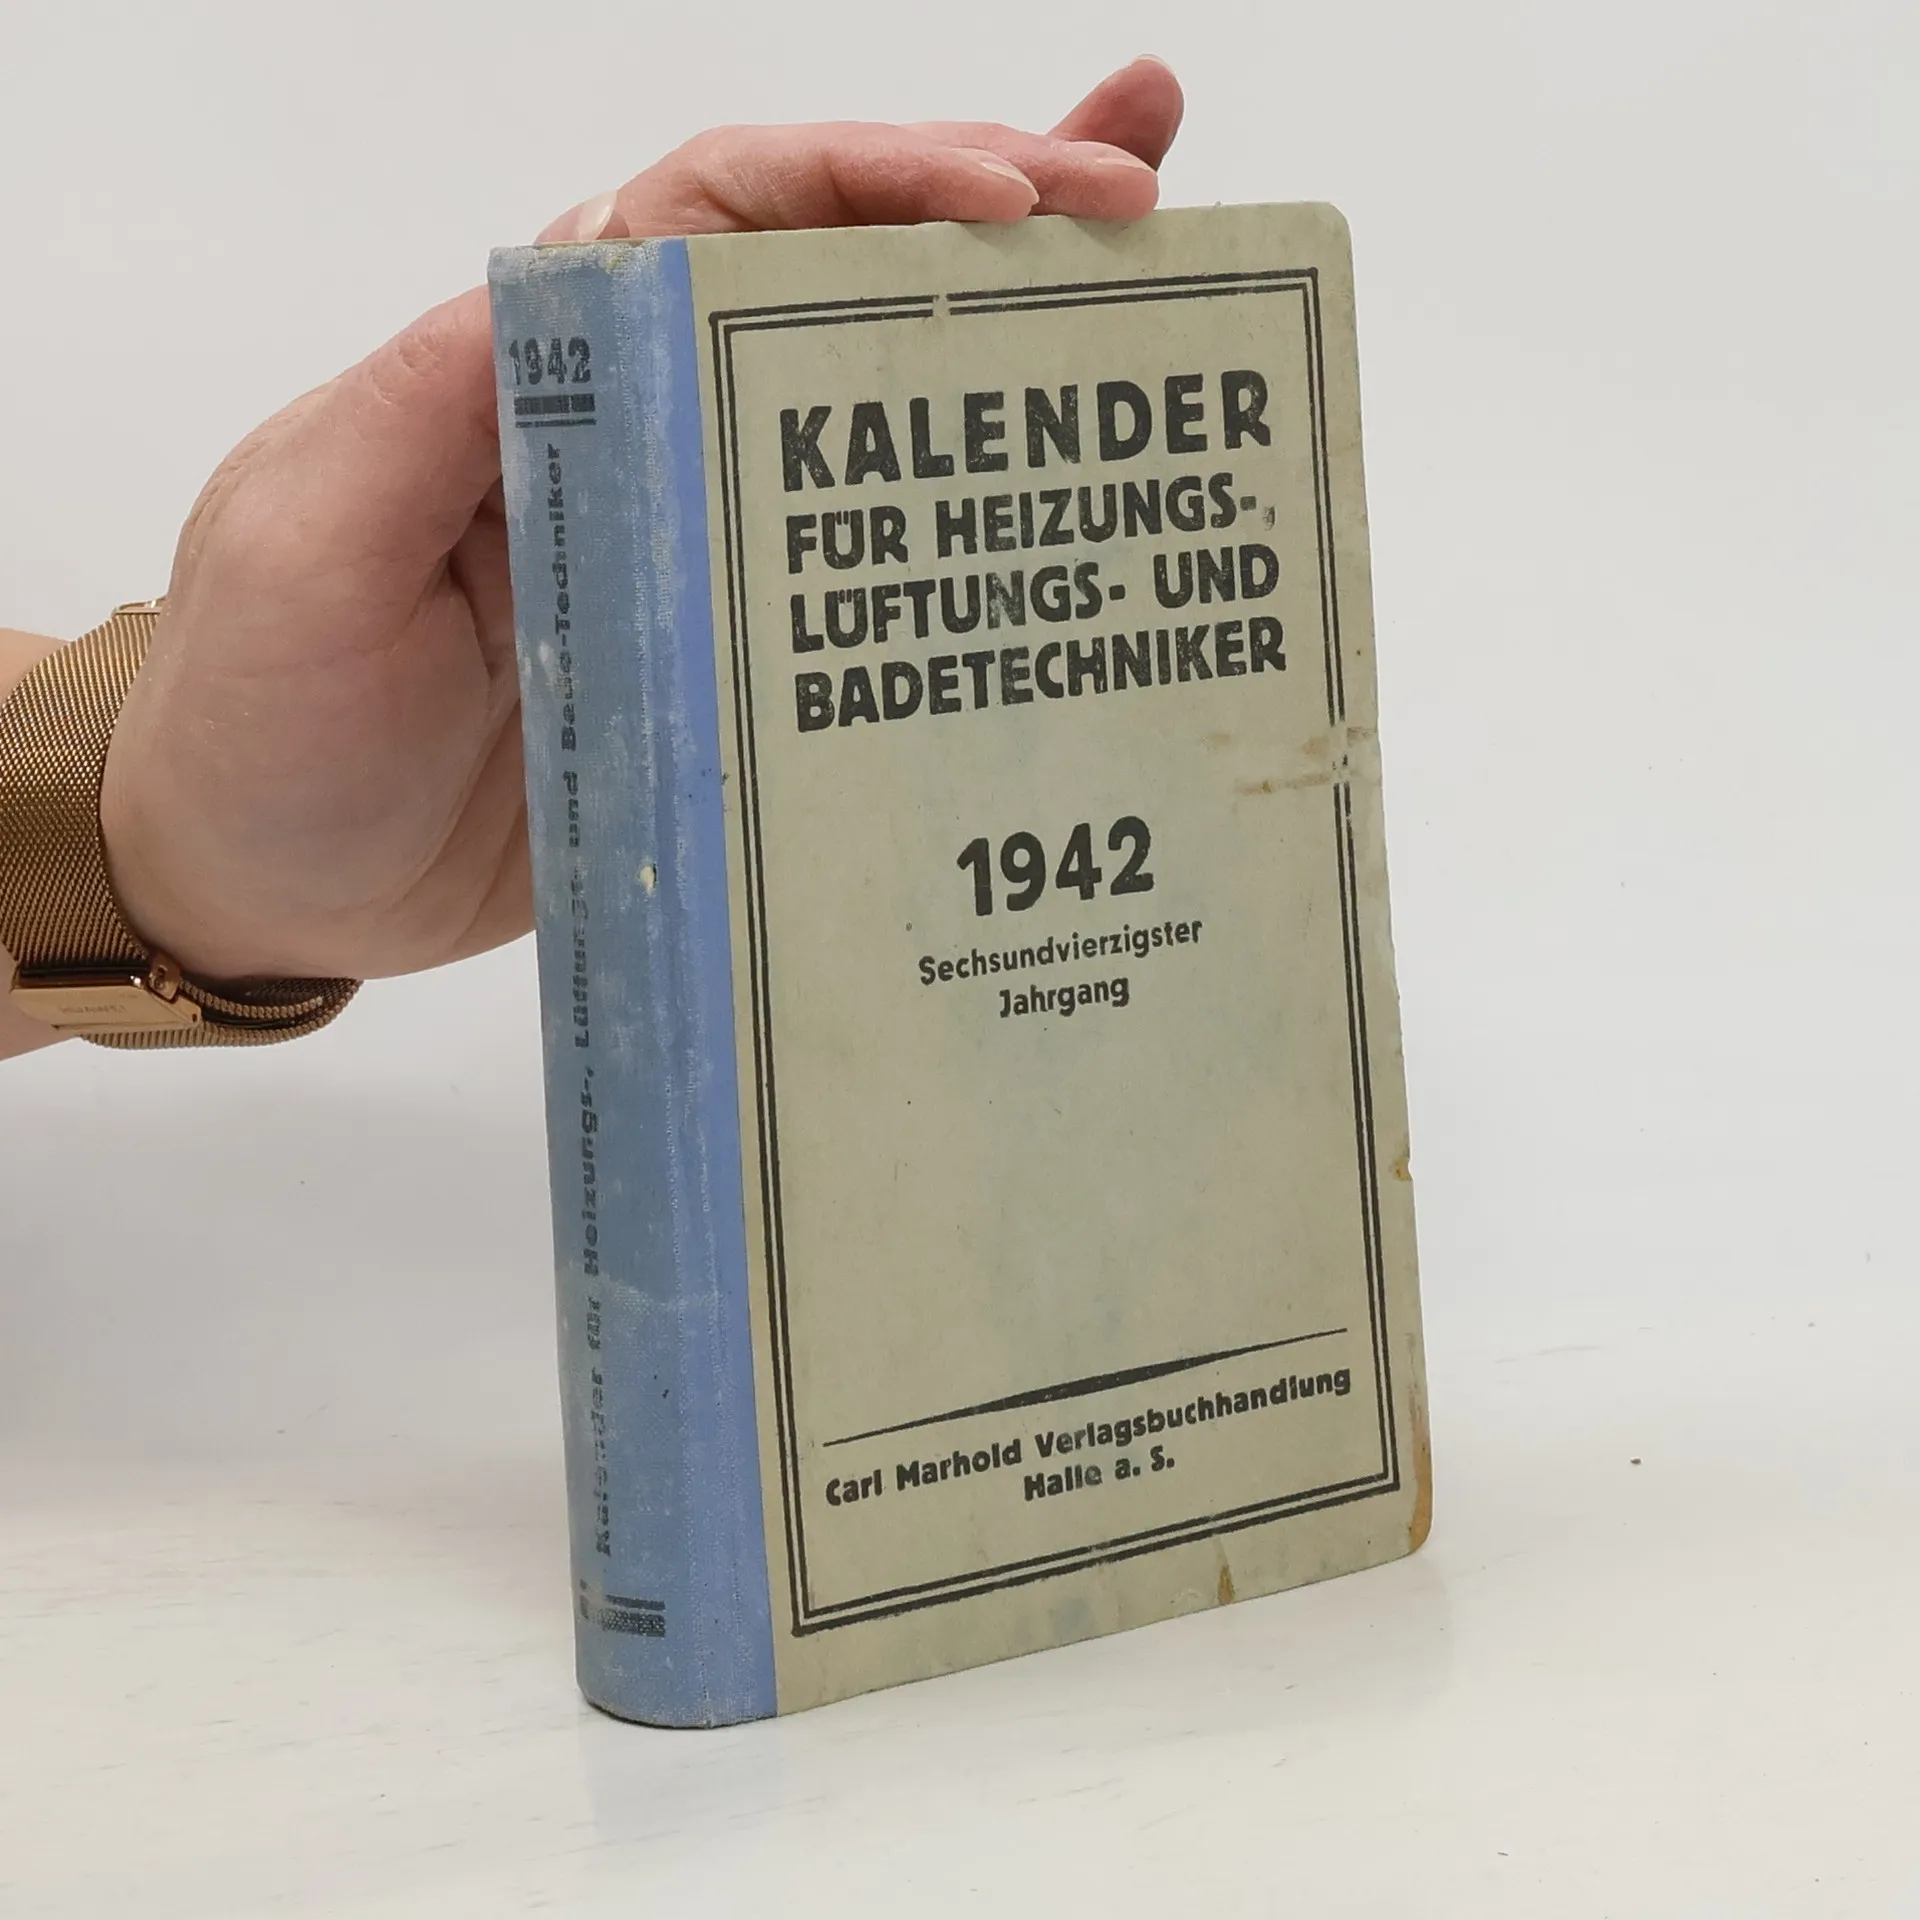 1942
Kalender für Heizungs-, Lüftungs- und Bade-Techniker
KALENDER
FÜR HEIZUNGS-,
LÜFTUNGS- UND
BADETECHNIKER
1942
Sechsundvierzigster
Jahrgang
Carl Marhold Verlagsbuchhandlung
Halle a. S.